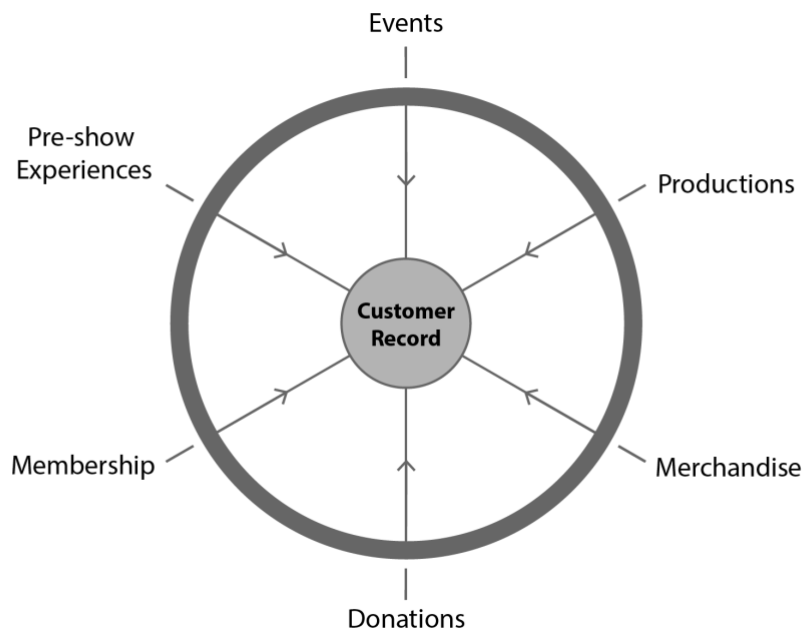 Events
Pre-show
Experiences
Productions
Customer
Record
Membership
Merchandise
Donations